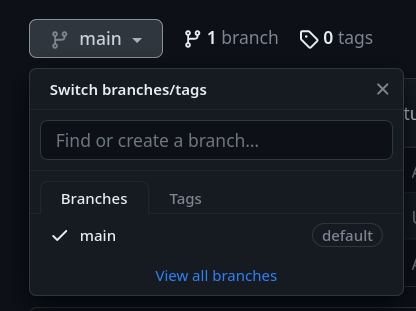 main 1 branch 0 tags
Switch branches/tags
Find or create a branch...
Branches Tags
main default
View all branches